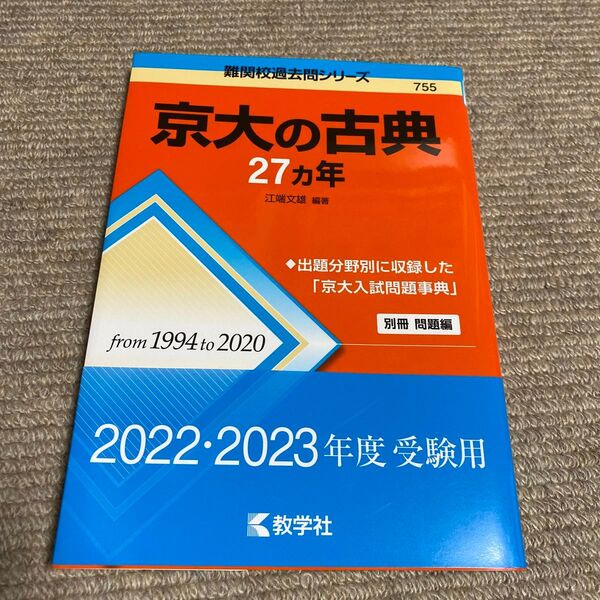 難関校過去問シリーズ
755
京大の古典
27ヵ年
江端文雄 編著
◆出題分野別に収録した
「京大入試問題事典」
別冊 問題編
from 1994 to 2020
2022・2023年度 受験用
教学社